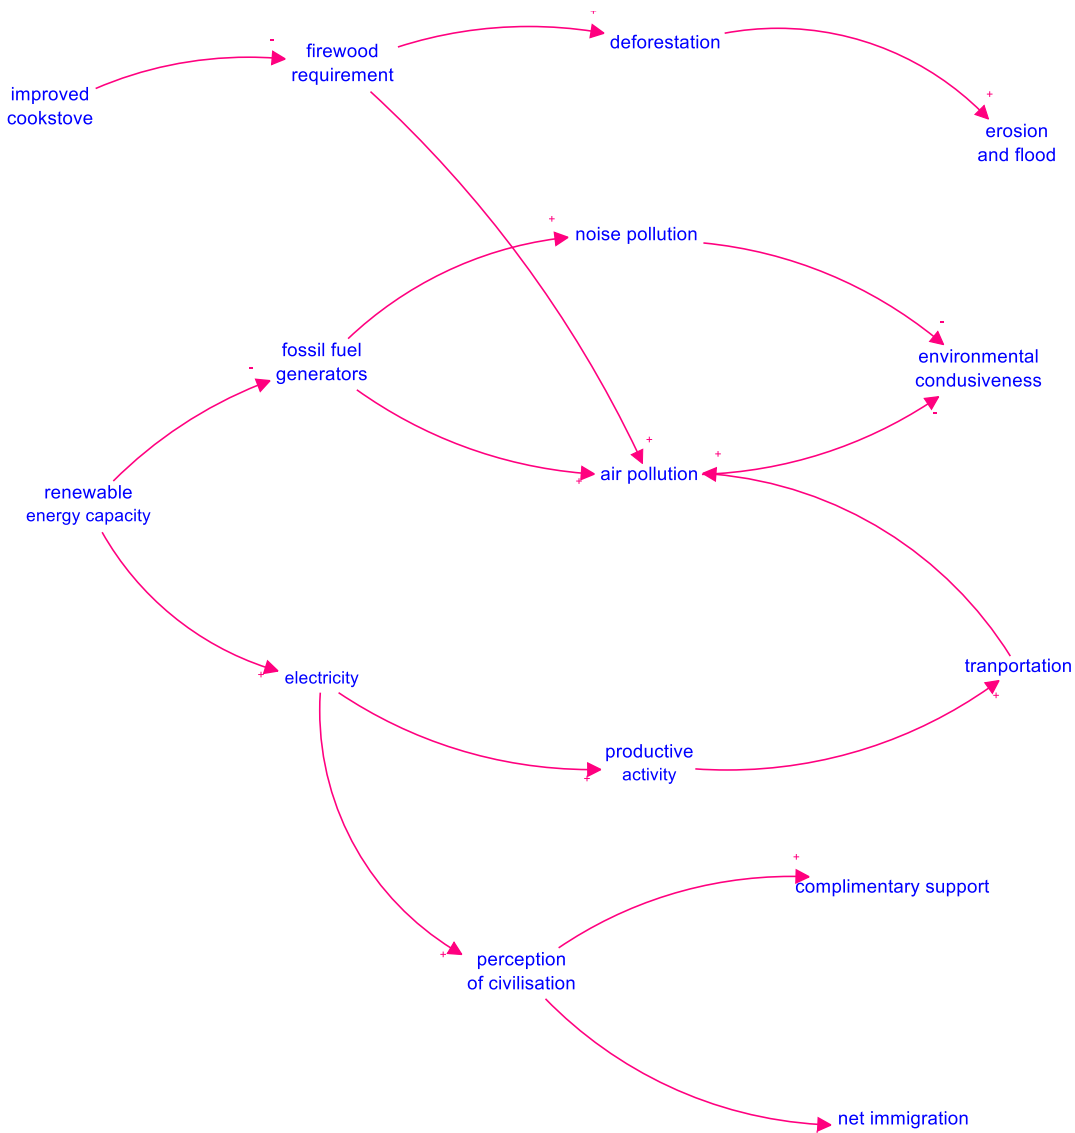 improved
cookstove
-
firewood
requirement
+
deforestation
+
erosion
and flood
+
noise pollution
-
fossil fuel
generators
-
environmental
condusiveness
-
+
+
air pollution
+
renewable
energy capacity
+
electricity
tranportation
+
productive
activity
+
+
complimentary support
+
perception
of civilisation
net immigration